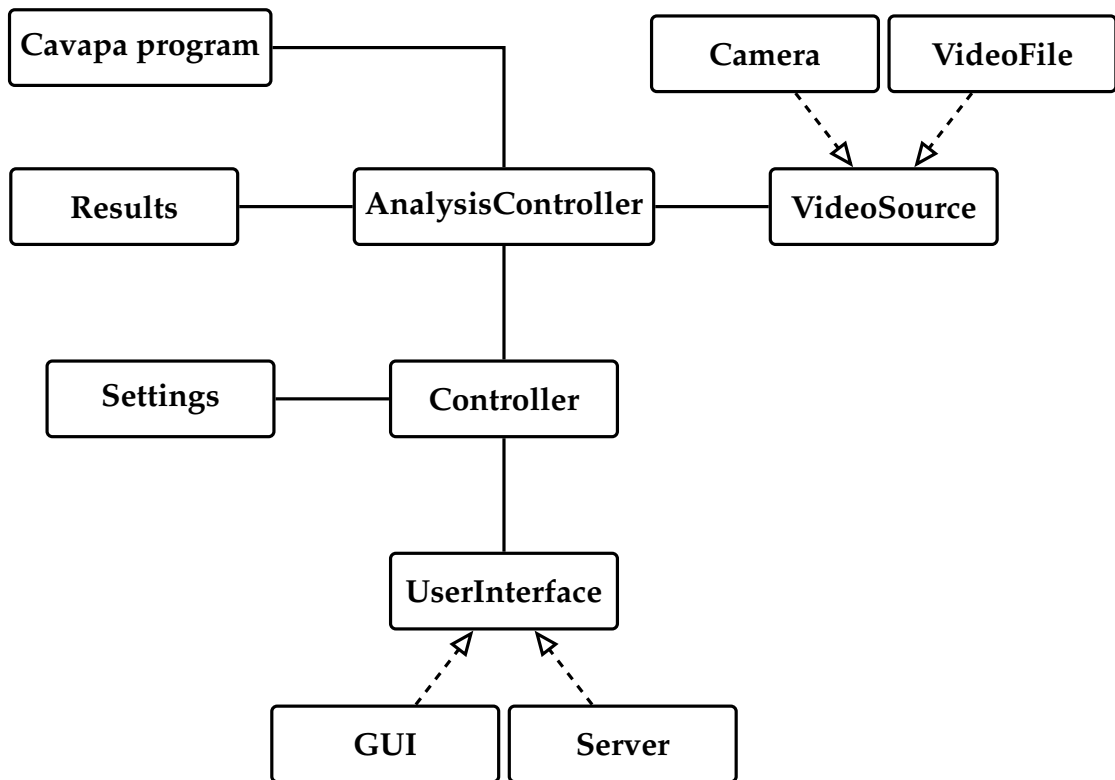 Cavapa program
Camera
VideoFile
Results
AnalysisController
VideoSource
Settings
Controller
UserInterface
GUI
Server